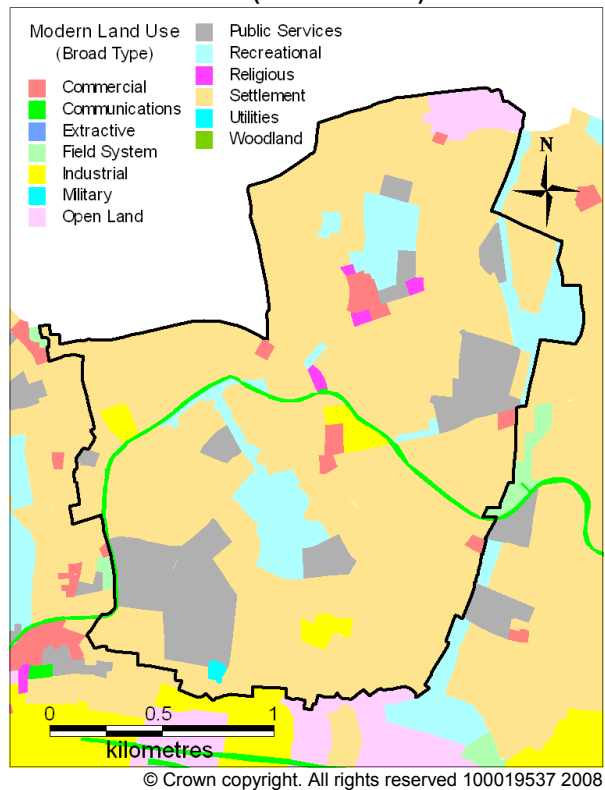 Modern Land Use
(Broad Type)
Commercial
Communications
Extractive
Field System
Industrial
Military
Open Land
Public Services
Recreational
Religious
Settlement
Utilities
Woodland
N
0 0.5 1
kilometres
© Crown copyright. All rights reserved 100019537 2008